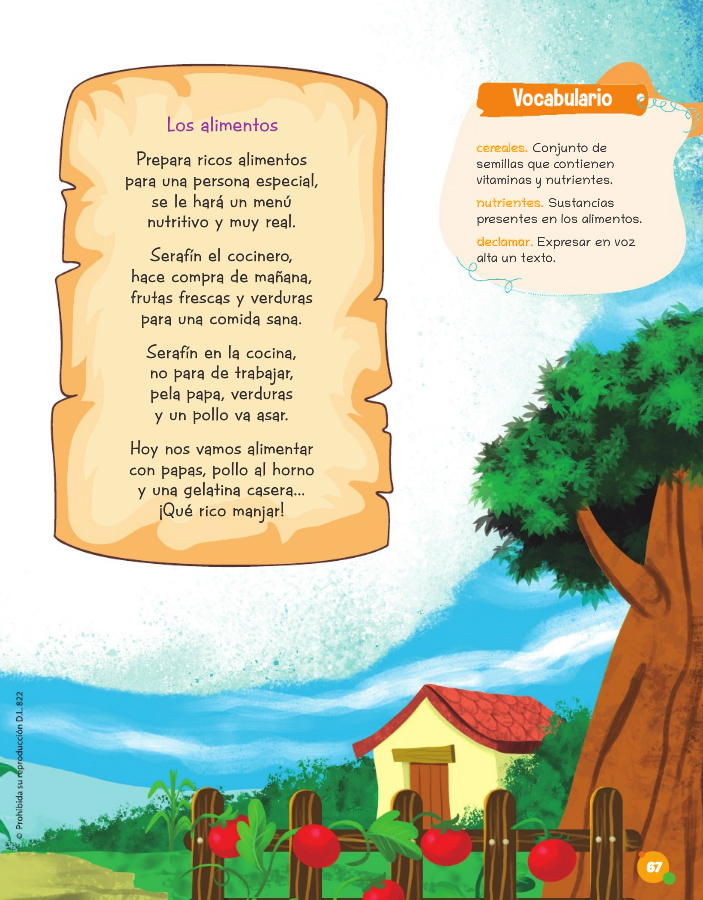 Los alimentos
Prepara ricos alimentos
para una persona especial,
se le hará un menú
nutritivo y muy real.
Serafín el cocinero,
hace compra de mañana,
frutas frescas y verduras
para una comida sana.
Serafín en la cocina,
no para de trabajar,
pela papa, verduras
y un pollo va asar.
Hoy nos vamos alimentar
con papas, pollo al horno
y una gelatina casera...
¡Qué rico manjar!
Vocabulario
cereales. Conjunto de
semillas que contienen
vitaminas y nutrientes.
nutrientes. Sustancias
presentes en los alimentos.
declamar. Expresar en voz
alta un texto.
© Prohibida su reproducción D.L. 822
67